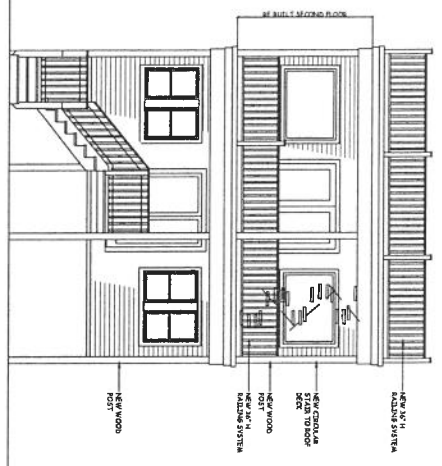 RE BUILT SECOND FLOOR
NEW 36" H
RAILING SYSTEM
NEW CIRCULAR
STAIR TO ROOF
DECK
NEW WOOD
POST
NEW 36" H
RAILING SYSTEM
NEW WOOD
POST